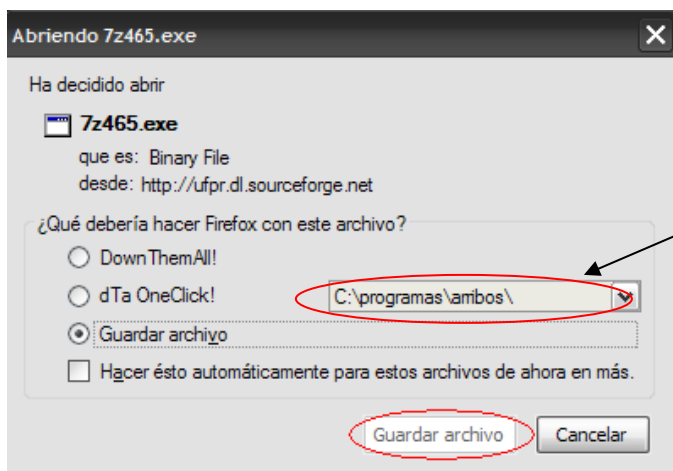 Abriendo 7z465.exe
Ha decidido abrir
7z465.exe
que es: Binary File
desde: http://ufpr.dl.sourceforge.net
¿Qué debería hacer Firefox con este archivo?
DownThemAll!
dTa OneClick! C:\programas\arribos\
Guardar archivo
Hacer ésto automáticamente para estos archivos de ahora en más.
Guardar archivo Cancelar